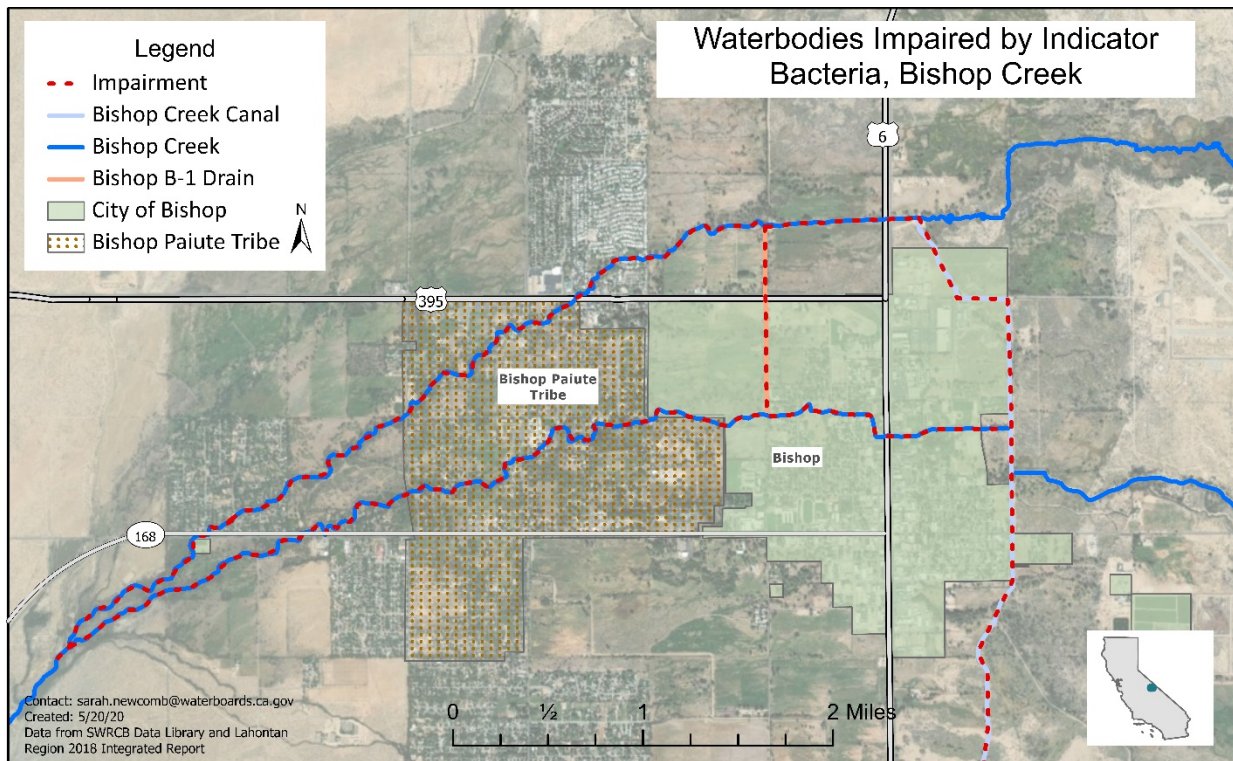 Waterbodies Impaired by Indicator
Bacteria, Bishop Creek
Legend
Impairment
Bishop Creek Canal
Bishop Creek
Bishop B-1 Drain
City of Bishop
Bishop Paiute Tribe
N
6
395
Bishop Paiute
Tribe
Bishop
168
Contact: sarah.newcomb@waterboards.ca.gov
Created: 5/20/20
Data from SWRCB Data Library and Lahontan
Region 2018 Integrated Report
0 ½ 1 2 Miles